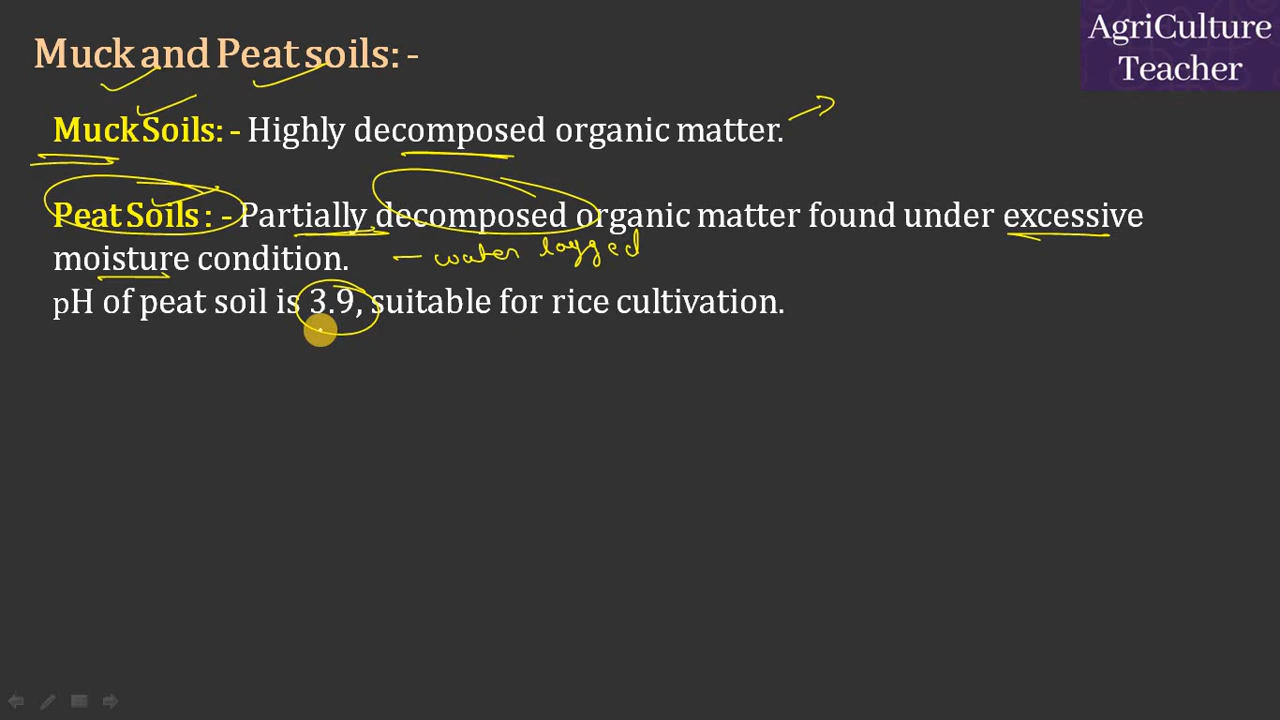 Muck and Peat soils: -
AgriCulture
Teacher
Muck Soils: - Highly decomposed organic matter.
Peat Soils : - Partially decomposed organic matter found under excessive
moisture condition.
- water logged
pH of peat soil is 3.9, suitable for rice cultivation.